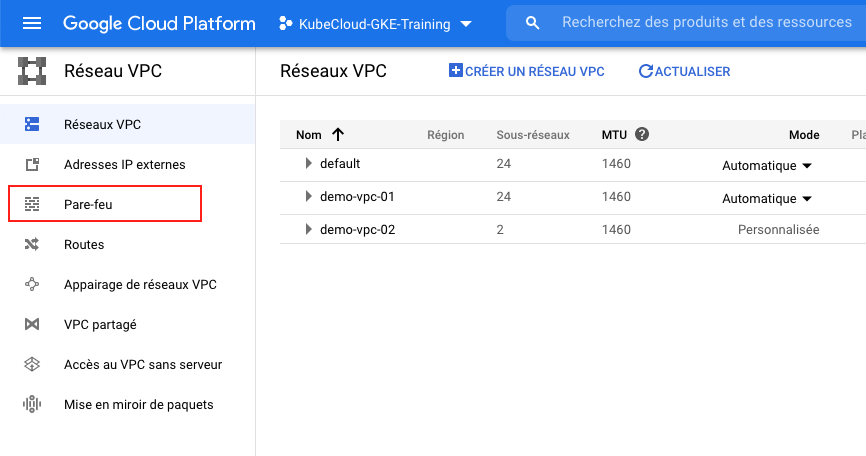 Google Cloud Platform KubeCloud-GKE-Training Recherchez des produits et des ressources
Réseau VPC
Réseaux VPC CRÉER UN RÉSEAU VPC ACTUALISER
Réseaux VPC
Adresses IP externes
Pare-feu
Routes
Appairage de réseaux VPC
VPC partagé
Accès au VPC sans serveur
Mise en miroir de paquets
Nom Région Sous-réseaux MTU ? Mode Pla
default 24 1460 Automatique
demo-vpc-01 24 1460 Automatique
demo-vpc-02 2 1460 Personnalisée